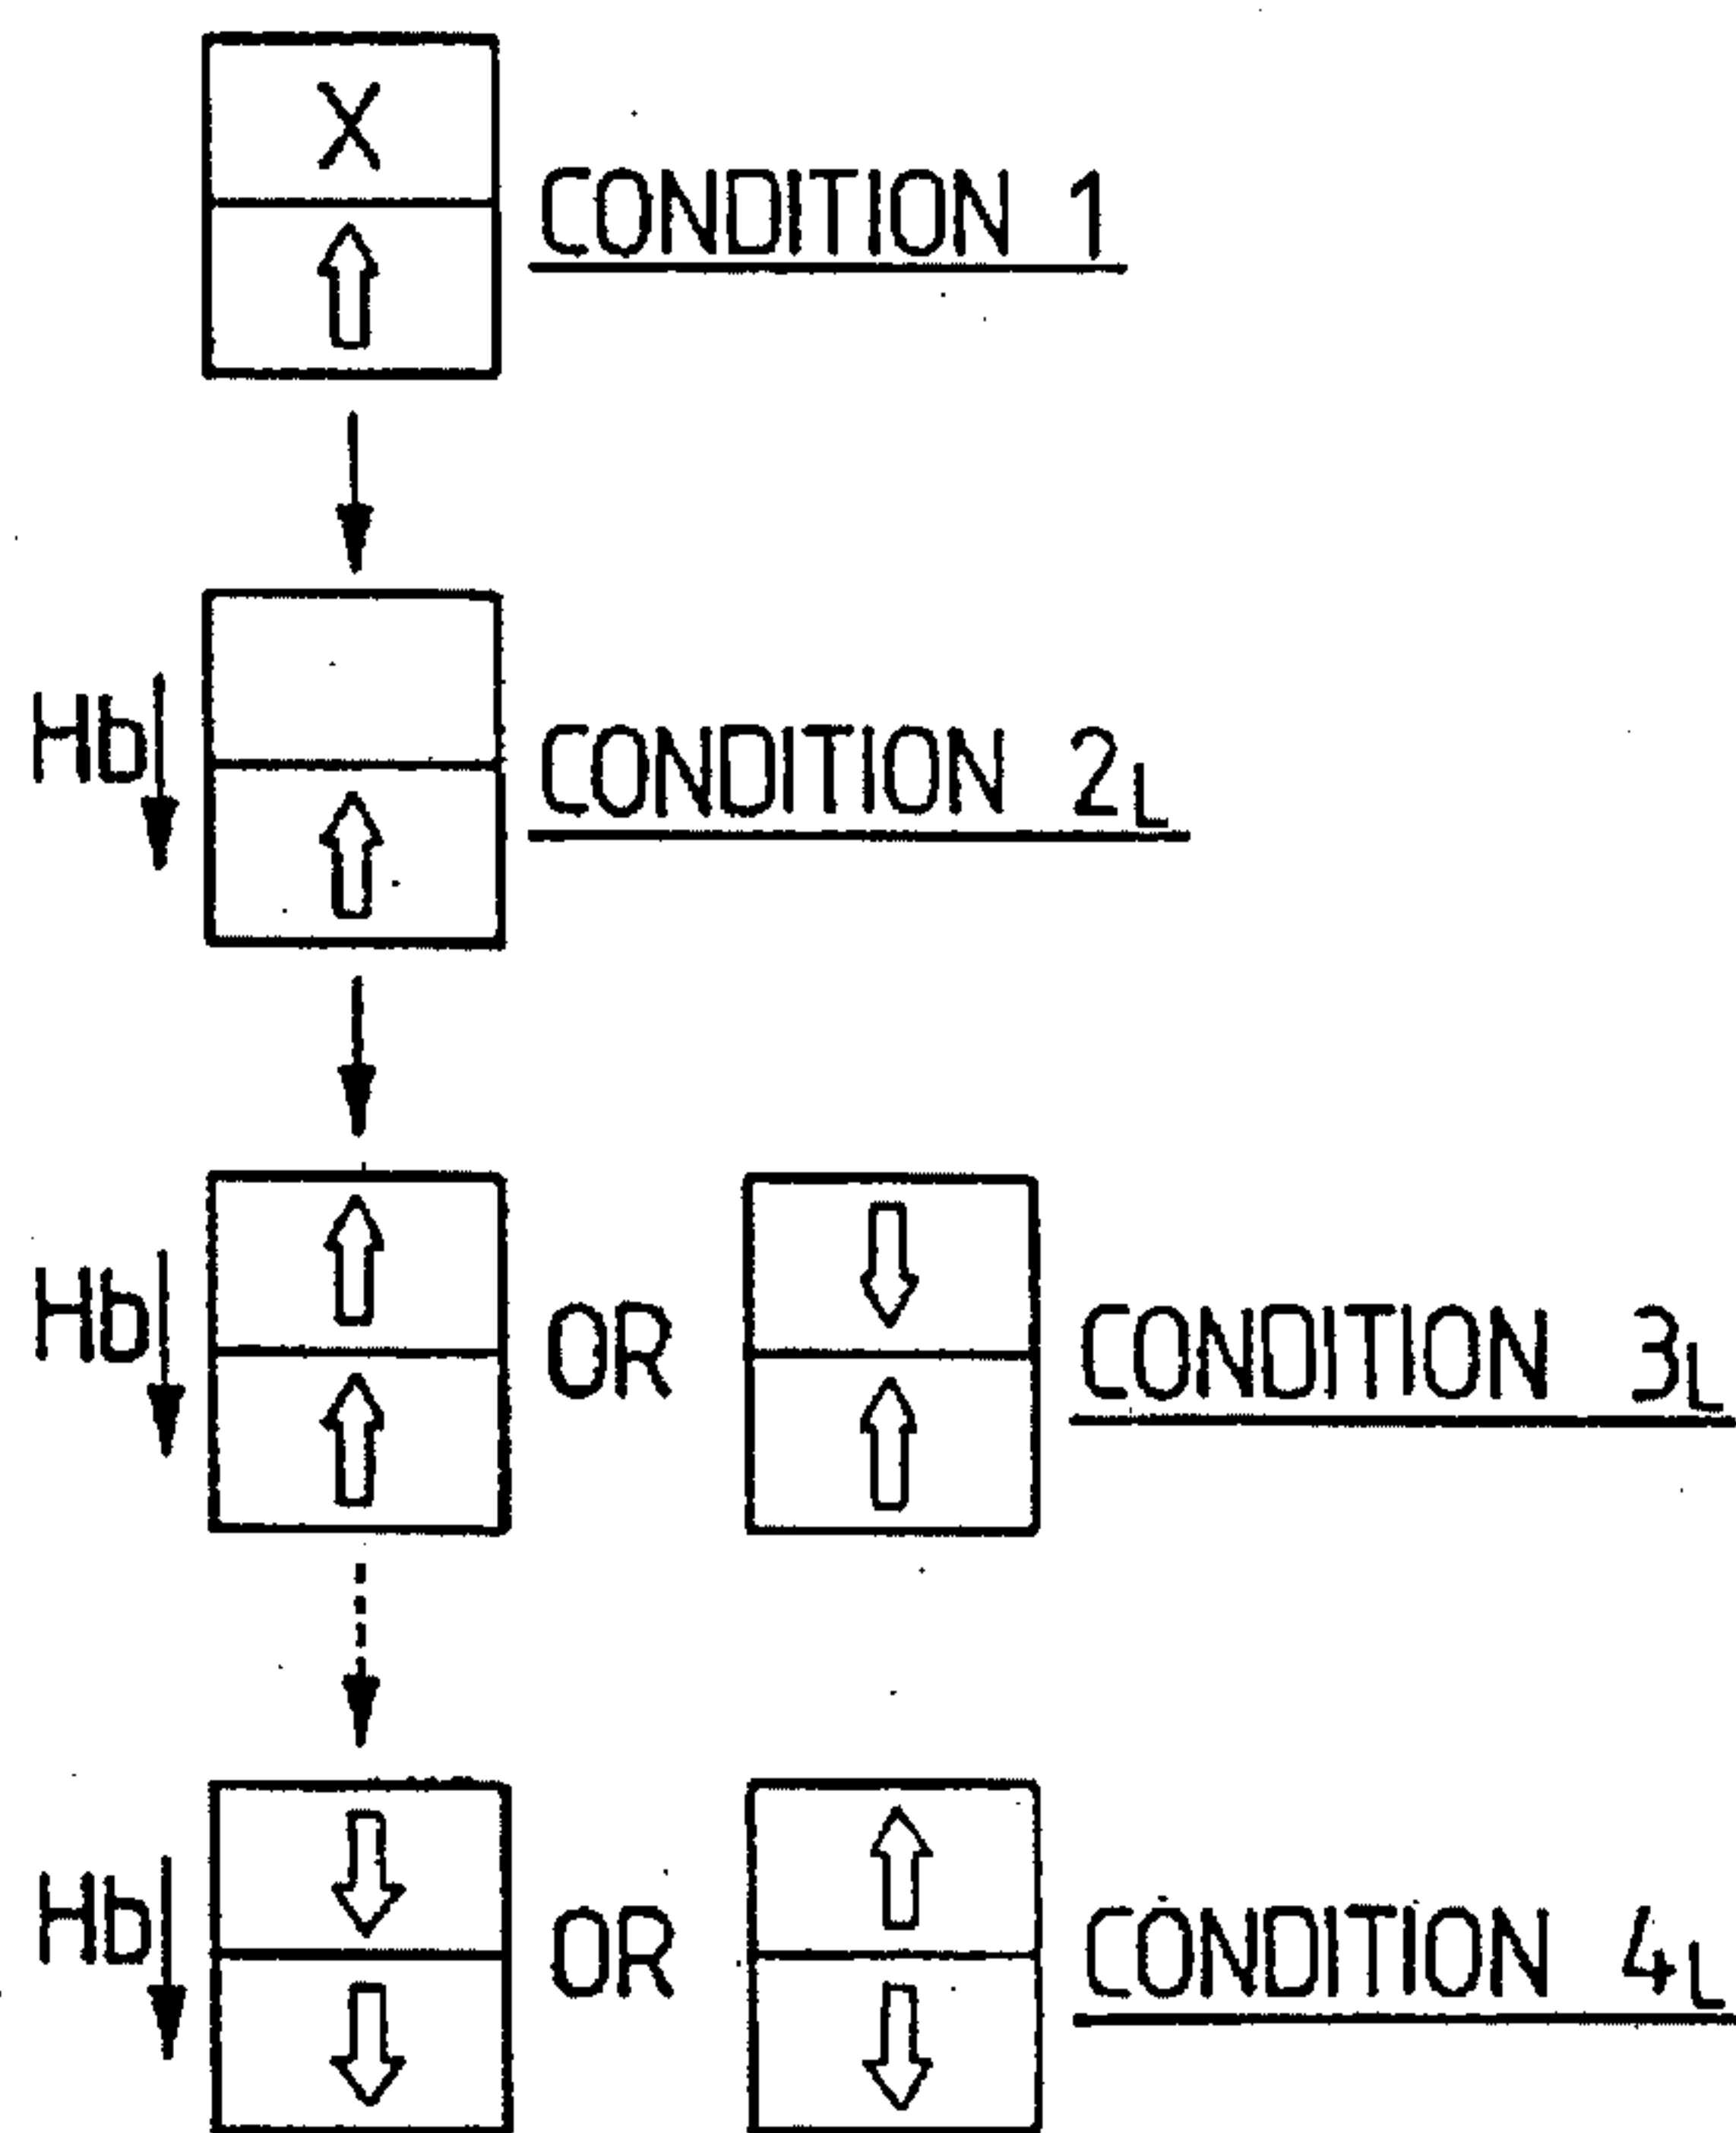 X
CONDITION 1
Hb
CONDITION 2L
Hb
OR
CONDITION 3L
Hb
OR
CONDITION 4L